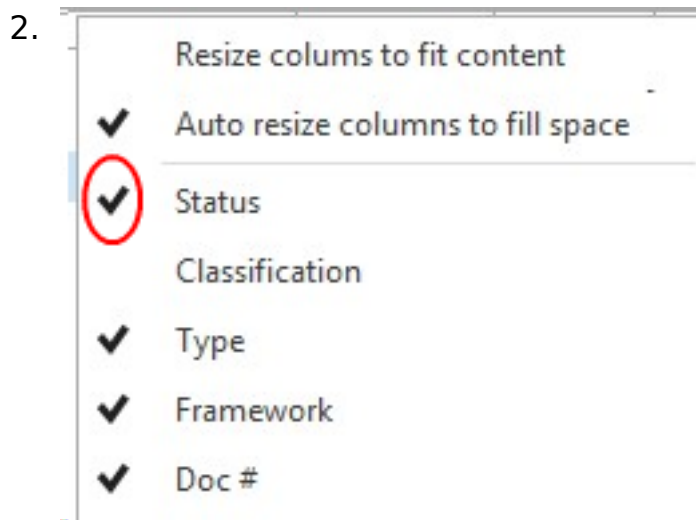 2.
Resize colums to fit content
Auto resize columns to fill space
Status
Classification
Type
Framework
Doc #